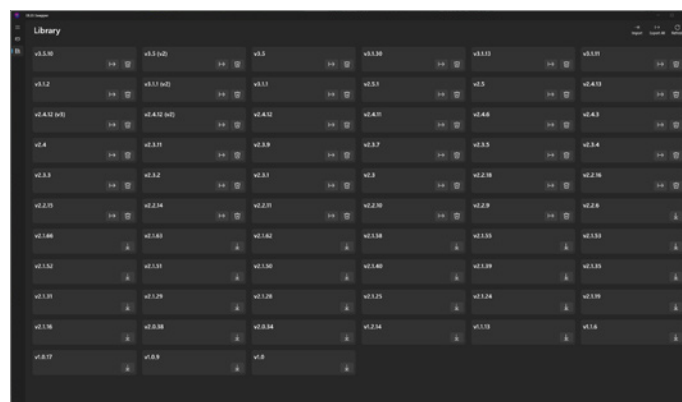 DLSS Swapper
Library
Import Export All Refresh
v3.5.10 v3.5 (v2) v3.5 v3.1.30 v3.1.13 v3.1.11
v3.1.2 v3.1.1 (v2) v3.1.1 v2.5.1 v2.5 v2.4.13
v2.4.12 (v3) v2.4.12 (v2) v2.4.12 v2.4.11 v2.4.6 v2.4.3
v2.4 v2.3.11 v2.3.9 v2.3.7 v2.3.5 v2.3.4
v2.3.3 v2.3.2 v2.3.1 v2.3 v2.2.18 v2.2.16
v2.2.15 v2.2.14 v2.2.11 v2.2.10 v2.2.9 v2.2.6
v2.1.66 v2.1.63 v2.1.62 v2.1.58 v2.1.55 v2.1.53
v2.1.52 v2.1.51 v2.1.50 v2.1.40 v2.1.39 v2.1.35
v2.1.31 v2.1.29 v2.1.28 v2.1.25 v2.1.24 v2.1.19
v2.1.16 v2.0.38 v2.0.34 v1.2.14 v1.1.13 v1.1.6
v1.0.17 v1.0.9 v1.0